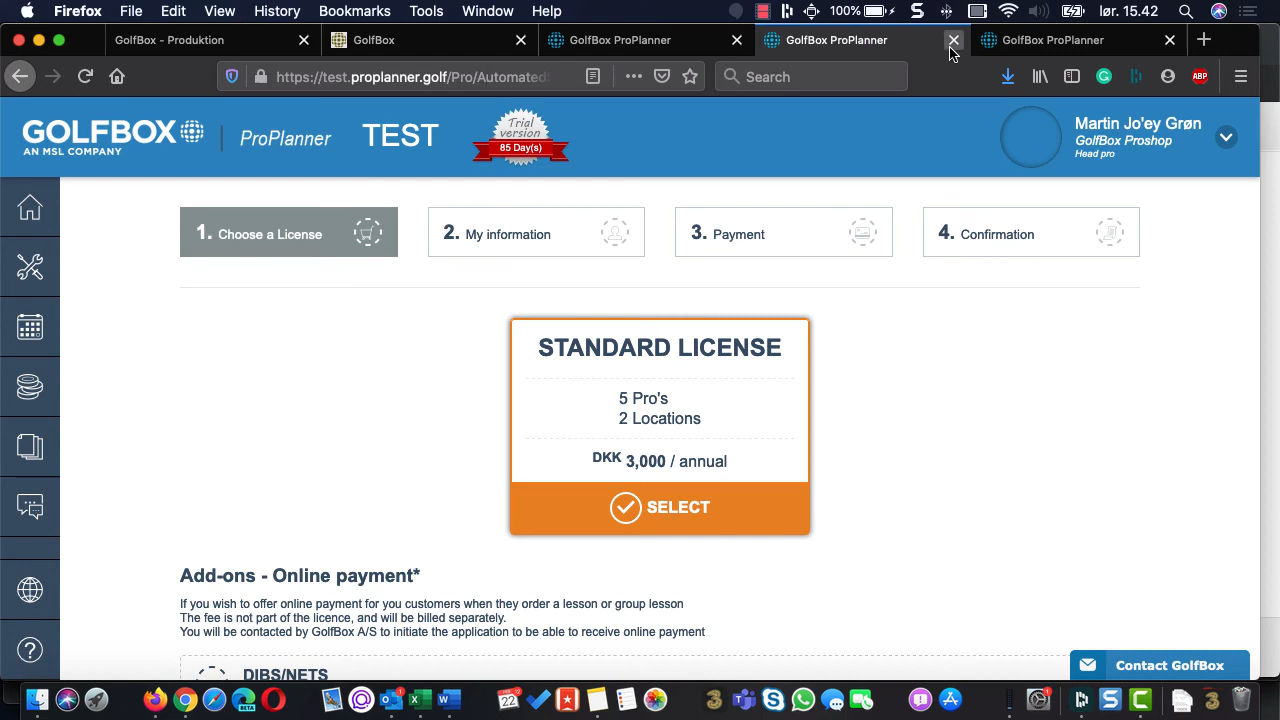 Firefox File Edit View History Bookmarks Tools Window Help 100% lør. 15.42
GolfBox - Produktion GolfBox GolfBox ProPlanner GolfBox ProPlanner GolfBox ProPlanner
https://test.proplanner.golf/Pro/Automated Search
GOLFBOX ProPlanner TEST
AN MSL COMPANY
Trial version
85 Day(s)
Martin Jo'ey Grøn
GolfBox Proshop
Head pro
1. Choose a License 2. My information 3. Payment 4. Confirmation
STANDARD LICENSE
5 Pro's
2 Locations
DKK 3,000 / annual
SELECT
Add-ons - Online payment*
If you wish to offer online payment for you customers when they order a lesson or group lesson
The fee is not part of the licence, and will be billed separately.
You will be contacted by GolfBox A/S to initiate the application to be able to receive online payment
DIBS/NETS
Contact GolfBox